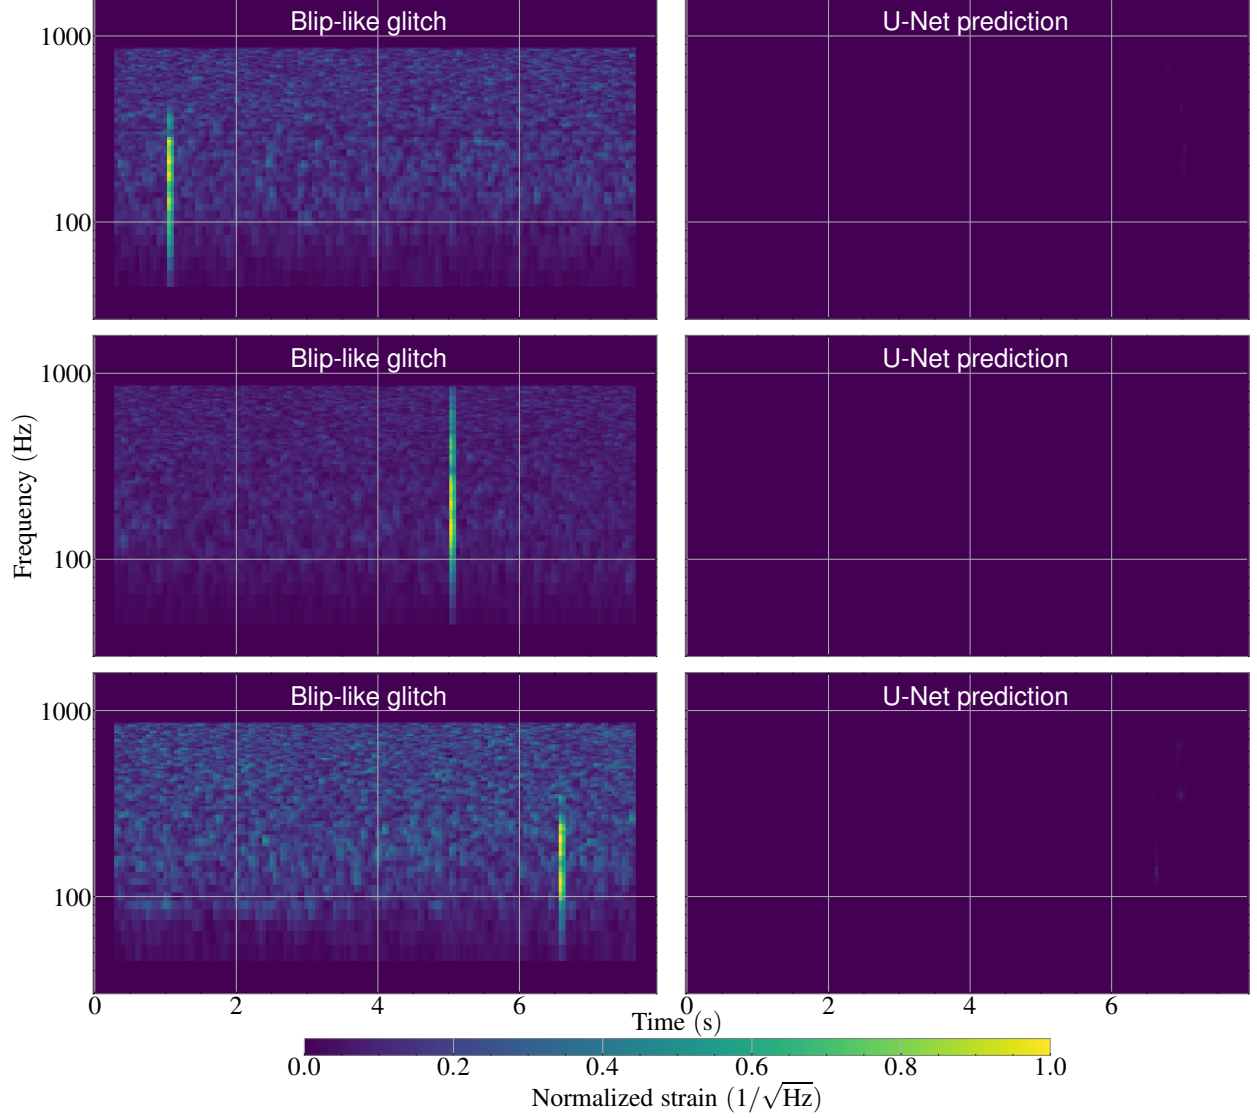 Blip-like glitch U-Net prediction
1000
100
Blip-like glitch U-Net prediction
1000
100
Frequency (Hz)
Blip-like glitch U-Net prediction
1000
100
0 2 4 6 0 2 4 6
Time (s)
0.0 0.2 0.4 0.6 0.8 1.0
Normalized strain (1/√Hz)